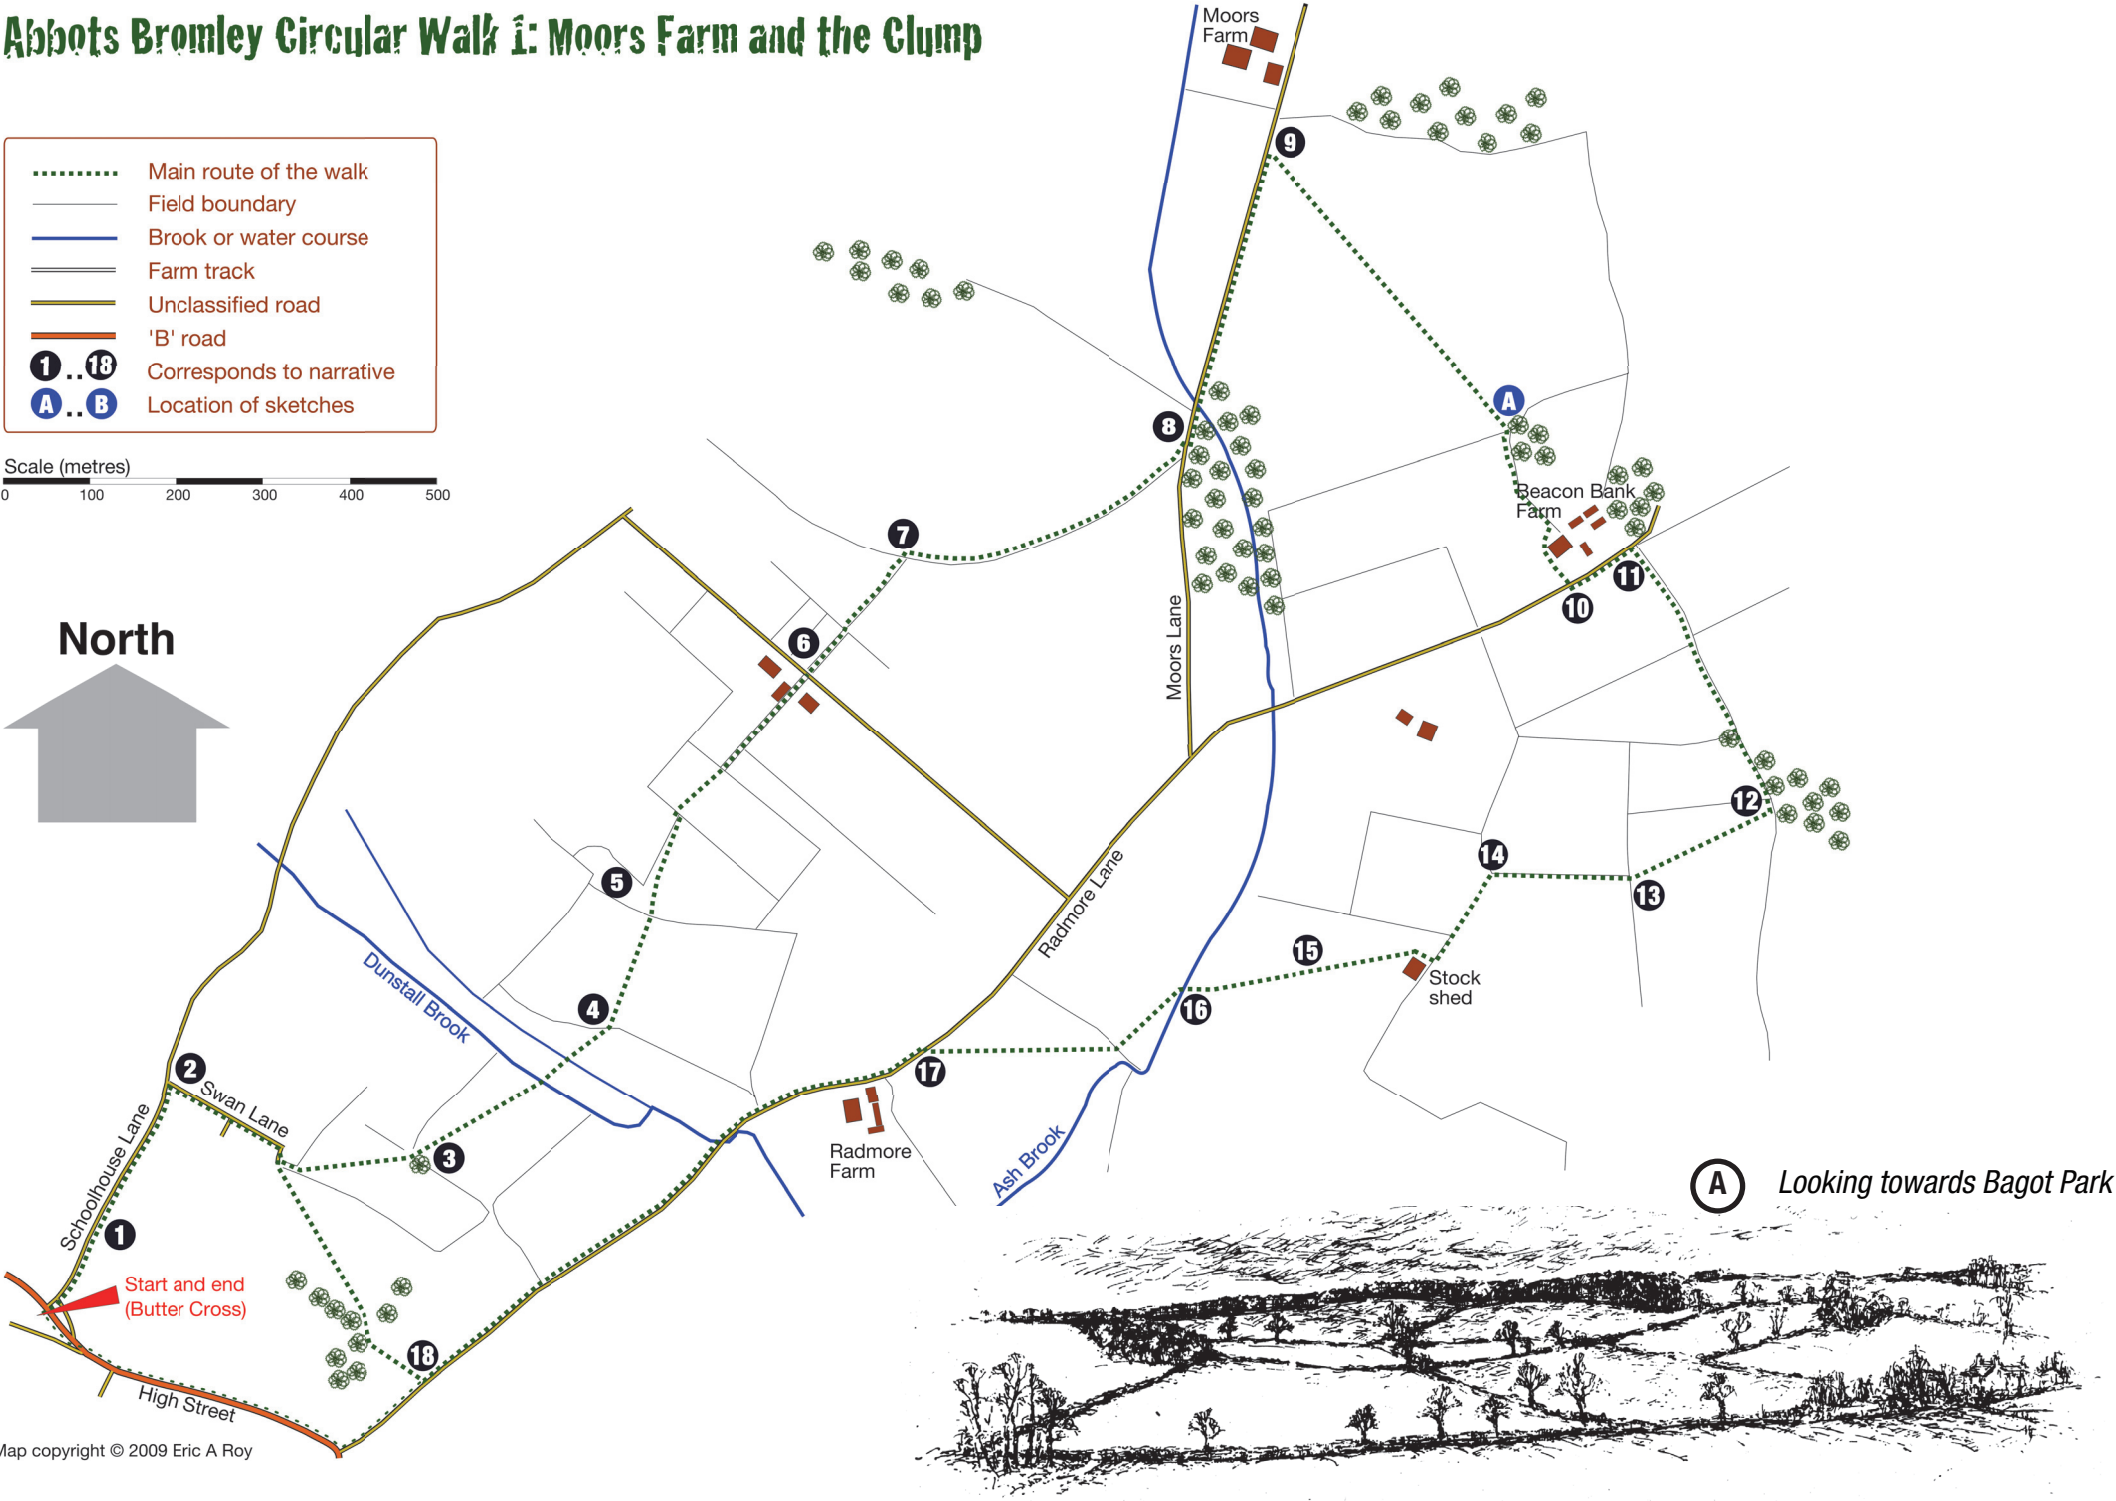 Abbots Bromley Circular Walk 1: Moors Farm and the Clump
Main route of the walk
Field boundary
Brook or water course
Farm track
Unclassified road
'B' road
1 .. 18 Corresponds to narrative
A .. B Location of sketches
Scale (metres)
0 100 200 300 400 500
North
Moors
Farm
9
8
7
A
Beacon Bank
Farm
11
10
6
Moors Lane
12
14
13
5
Radmore Lane
15
Stock
shed
16
4
Dunstall Brook
17
2
Swan Lane
Schoolhouse Lane
3
Radmore
Farm
Ash Brook
1
Start and end
(Butter Cross)
18
High Street
Map copyright © 2009 Eric A Roy
A Looking towards Bagot Park